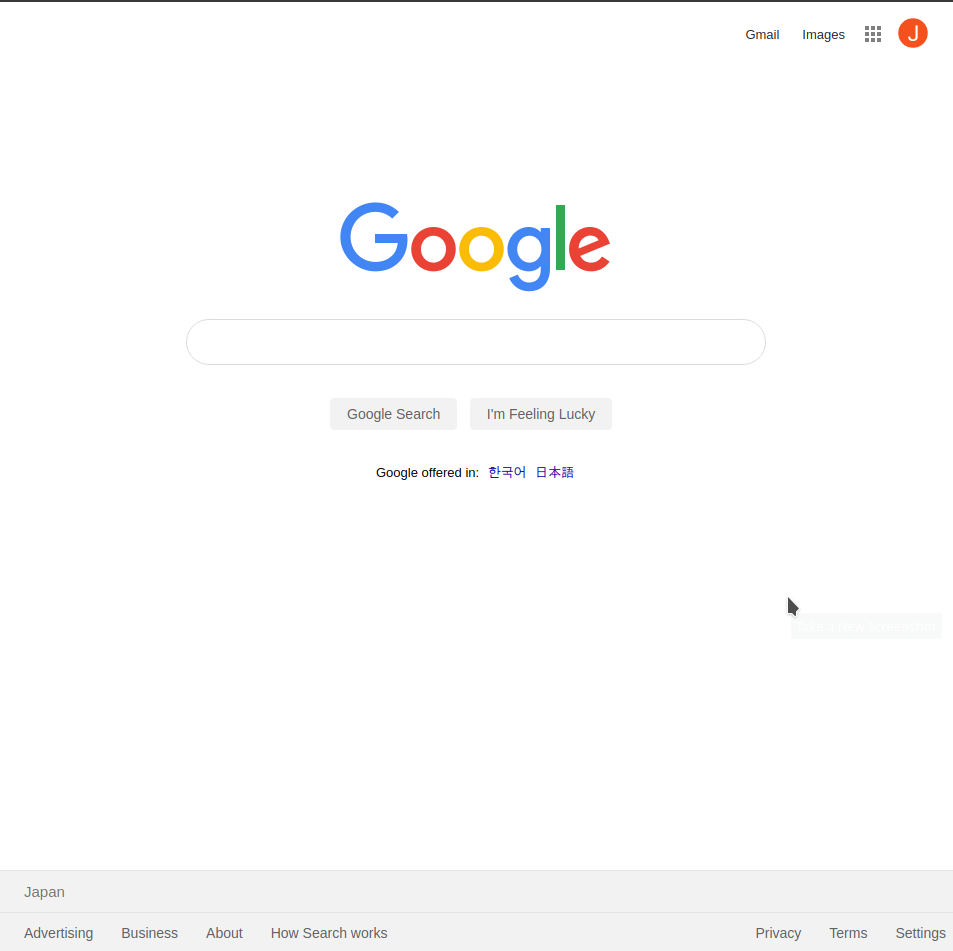 Gmail Images J
Google
Google Search I'm Feeling Lucky
Google offered in: 한국어 日本語
Japan
Advertising Business About How Search works Privacy Terms Settings